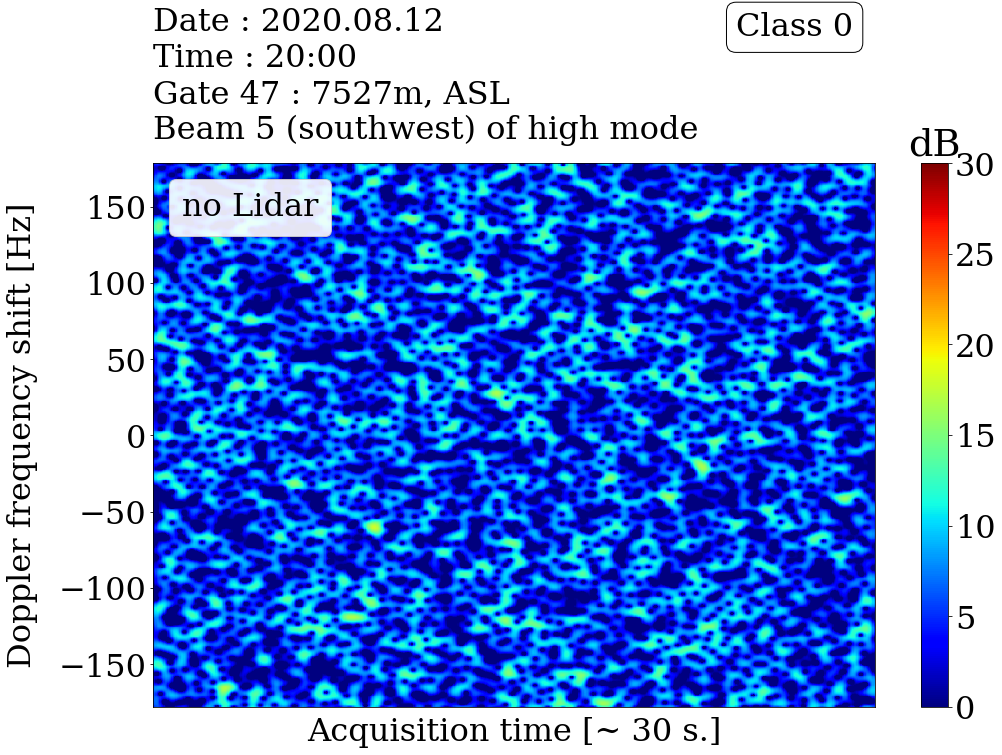 Date : 2020.08.12
Time : 20:00
Gate 47 : 7527m, ASL
Beam 5 (southwest) of high mode
Class 0
dB
no Lidar
Doppler frequency shift [Hz]
150
100
50
0
−50
−100
−150
30
25
20
15
10
5
0
Acquisition time [~ 30 s.]